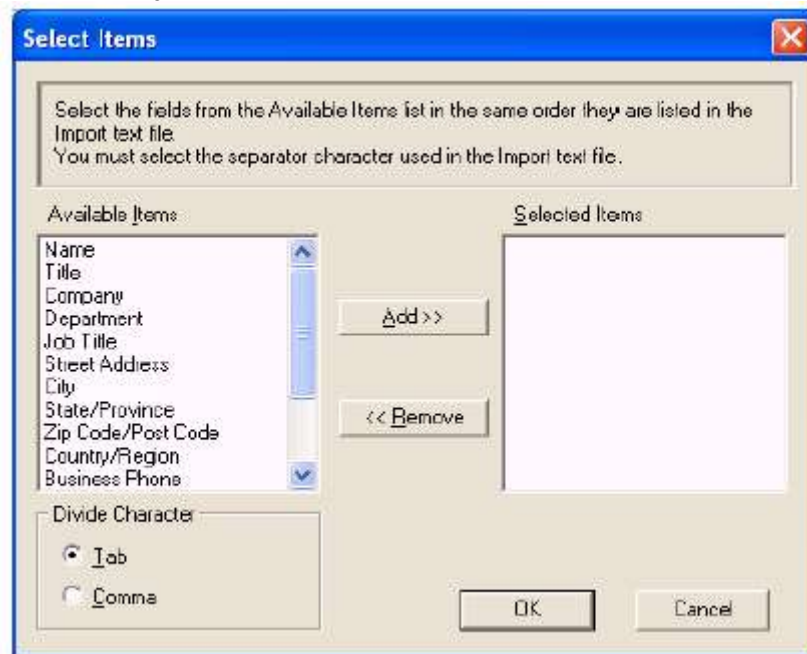 Select Items
Select the fields from the Available Items list in the same order they are listed in the
Import text file.
You must select the separator character used in the Import text file.
Available Items
Selected Items
Name
Title
Company
Department
Job Title
Street Address
City
State/Province
Zip Code/Post Code
Country/Region
Business Phone
Add >>
<< Remove
Divide Character
Tab
Comma
OK
Cancel